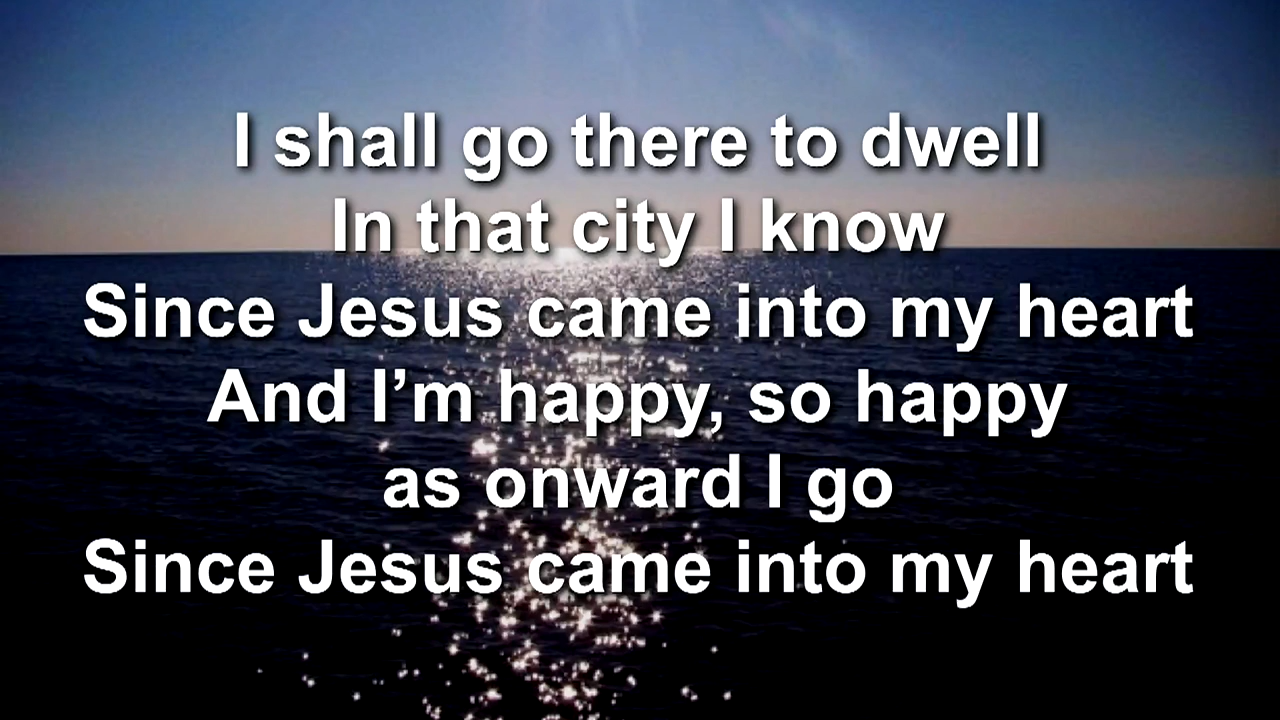 I shall go there to dwell
In that city I know
Since Jesus came into my heart
And I’m happy, so happy
as onward I go
Since Jesus came into my heart